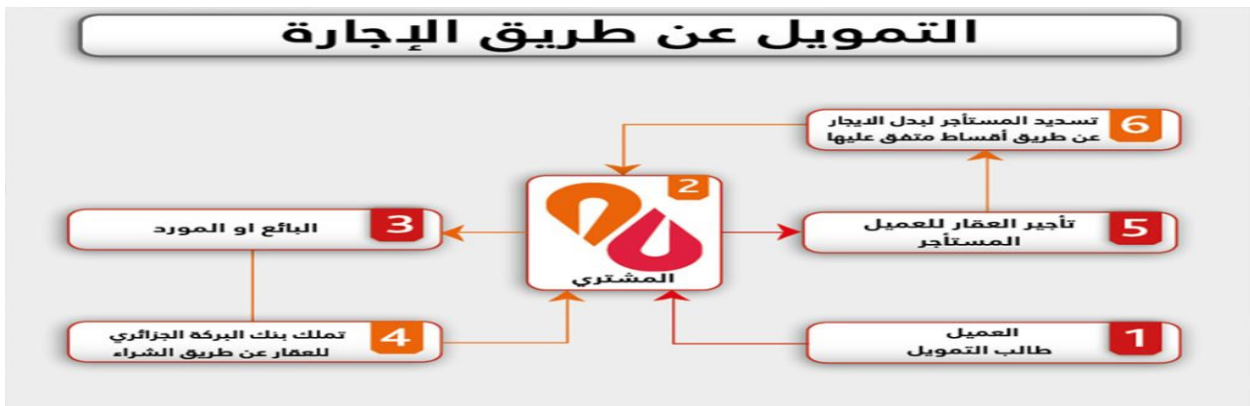 التمويل عن طريق الإجارة
6
تسديد المستأجر لبدل الايجار
عن طريق أقساط متفق عليها
2
المشتري
5
تأجير العقار للعميل
المستأجر
3
البائع او المورد
1
العميل
طالب التمويل
4
تملك بنك البركة الجزائري
للعقار عن طريق الشراء